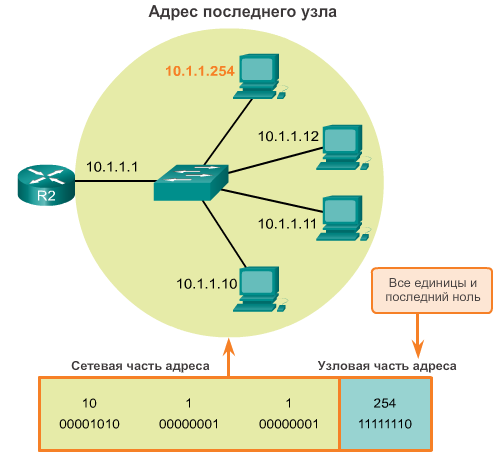 Адрес последнего узла
10.1.1.254
10.1.1.12
10.1.1.1
R2
10.1.1.11
10.1.1.10
Все единицы и
последний ноль
Сетевая часть адреса
Узловая часть адреса
10 1 1 254
00001010 00000001 00000001 11111110